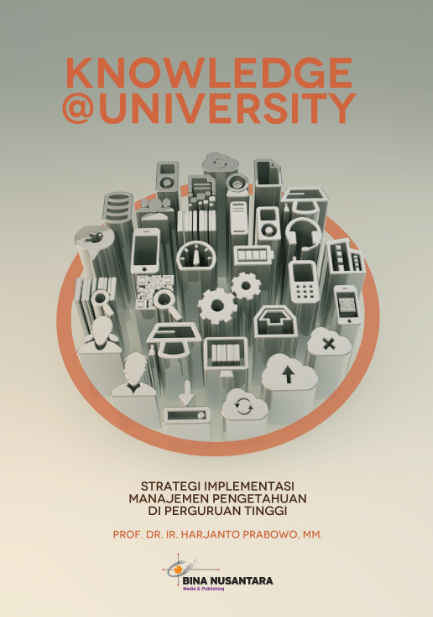 KNOWLEDGE
@UNIVERSITY
STRATEGI IMPLEMENTASI
MANAJEMEN PENGETAHUAN
DI PERGURUAN TINGGI
PROF. DR. IR. HARJANTO PRABOWO, MM.
BINA NUSANTARA
Media & Publishing